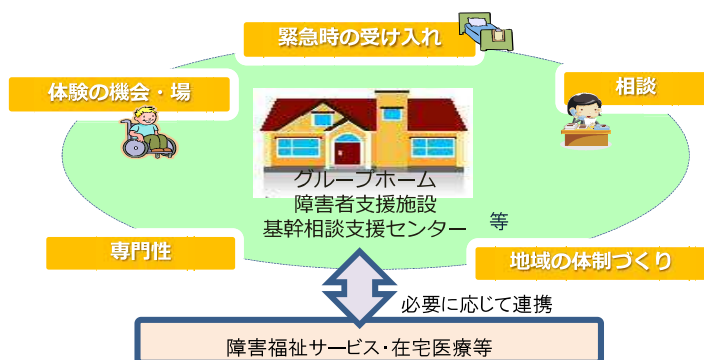 緊急時の受け入れ
体験の機会・場
相談
グループホーム
障害者支援施設
基幹相談支援センター 等
専門性
地域の体制づくり
必要に応じて連携
障害福祉サービス・在宅医療等